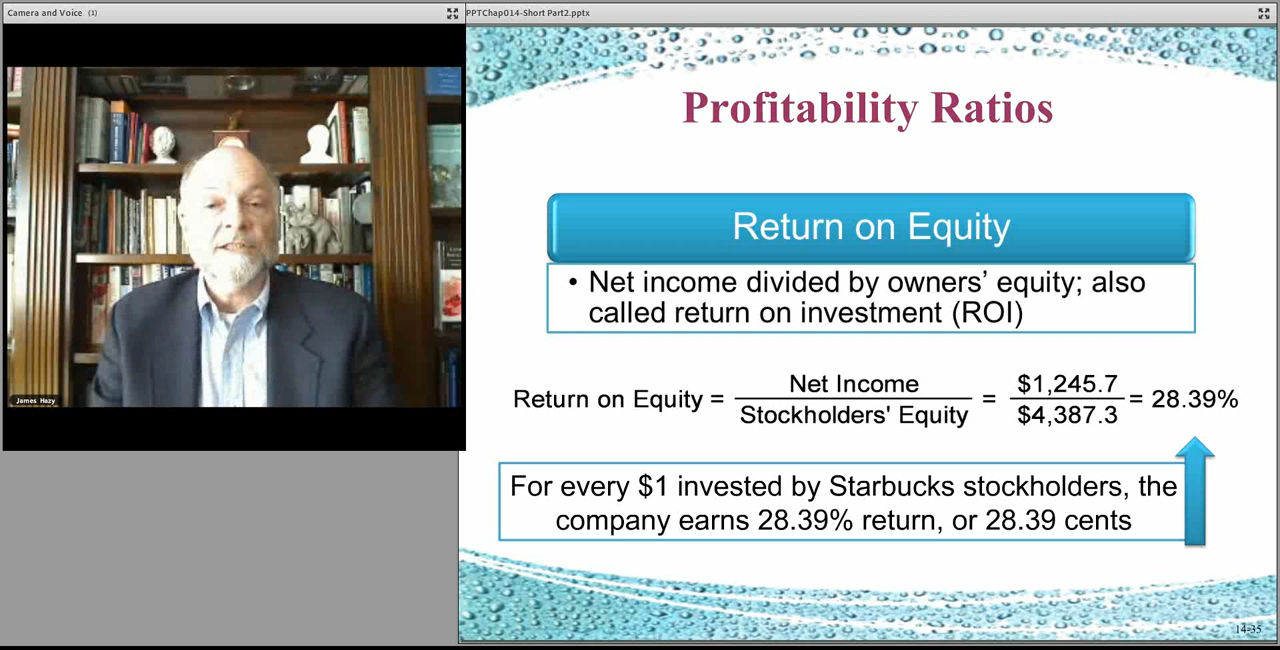 Camera and Voice (1)
PPTChap014-Short Part2.pptx
James Hazy
Profitability Ratios
Return on Equity
• Net income divided by owners’ equity; also
called return on investment (ROI)
Return on Equity = Net Income / Stockholders' Equity = $1,245.7 / $4,387.3 = 28.39%
For every $1 invested by Starbucks stockholders, the
company earns 28.39% return, or 28.39 cents
14-35